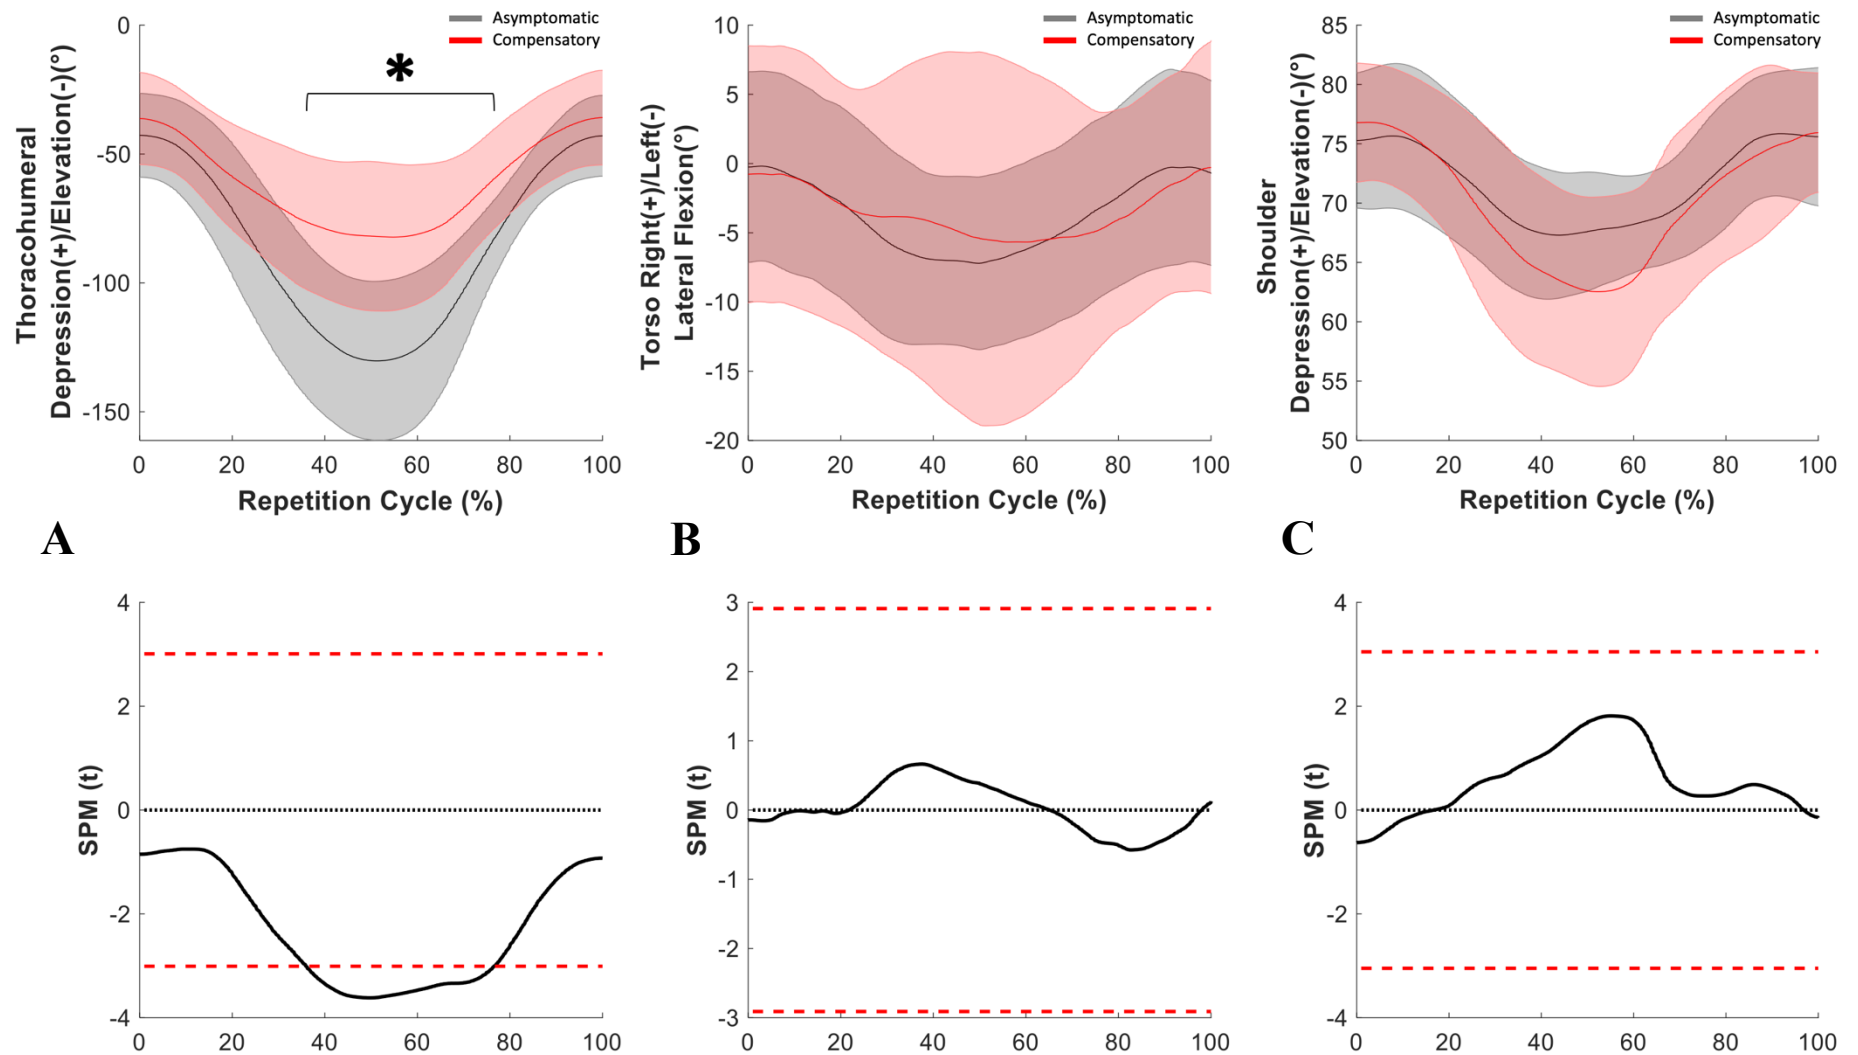 Asymptomatic
Compensatory
*
0
-50
-100
-150
Thoracohumeral
Depression(+)/Elevation(-)(°)
0 20 40 60 80 100
Repetition Cycle (%)
A
Asymptomatic
Compensatory
10
5
0
-5
-10
-15
-20
Torso Right(+)/Left(-)
Lateral Flexion(°)
0 20 40 60 80 100
Repetition Cycle (%)
B
Asymptomatic
Compensatory
85
80
75
70
65
60
55
50
Shoulder
Depression(+)/Elevation(-)(°)
0 20 40 60 80 100
Repetition Cycle (%)
C
4
2
0
-2
-4
SPM (t)
0 20 40 60 80 100
3
2
1
0
-1
-2
-3
SPM (t)
0 20 40 60 80 100
4
2
0
-2
-4
SPM (t)
0 20 40 60 80 100